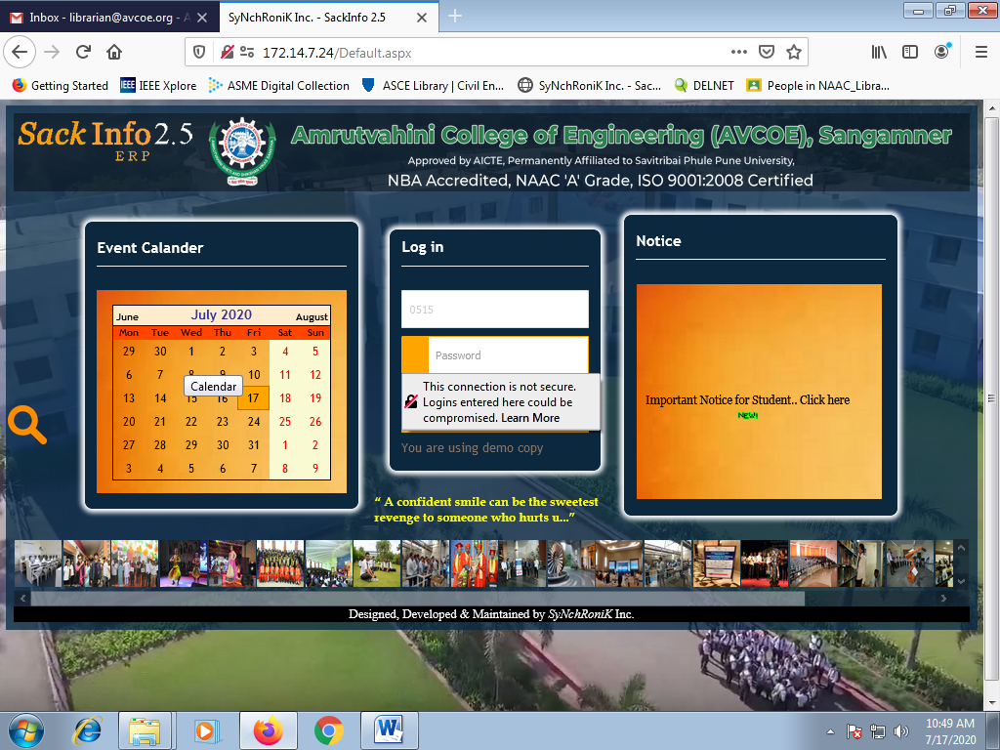 Inbox - librarian@avcoe.org - A
SyNchRoniK Inc. - SackInfo 2.5
172.14.7.24/Default.aspx
Getting Started
IEEE IEEE Xplore
ASME Digital Collection
ASCE Library | Civil En...
SyNchRoniK Inc. - Sac...
DELNET
People in NAAC_Libra...
Sack Info 2.5
ERP
Amrutvahini College of Engineering (AVCOE), Sangamner
Approved by AICTE, Permanently Affiliated to Savitribai Phule Pune University,
NBA Accredited, NAAC 'A' Grade, ISO 9001:2008 Certified
Event Calander
June July 2020 August
Mon Tue Wed Thu Fri Sat Sun
29 30 1 2 3 4 5
6 7 8 9 10 11 12
Calendar
13 14 15 16 17 18 19
20 21 22 23 24 25 26
27 28 29 30 31 1 2
3 4 5 6 7 8 9
Log in
0515
Password
This connection is not secure.
Logins entered here could be
compromised. Learn More
You are using demo copy
“ A confident smile can be the sweetest
revenge to someone who hurts u...”
Notice
Important Notice for Student.. Click here
NEW!
Designed, Developed & Maintained by SyNchRoniK Inc.
10:49 AM
7/17/2020